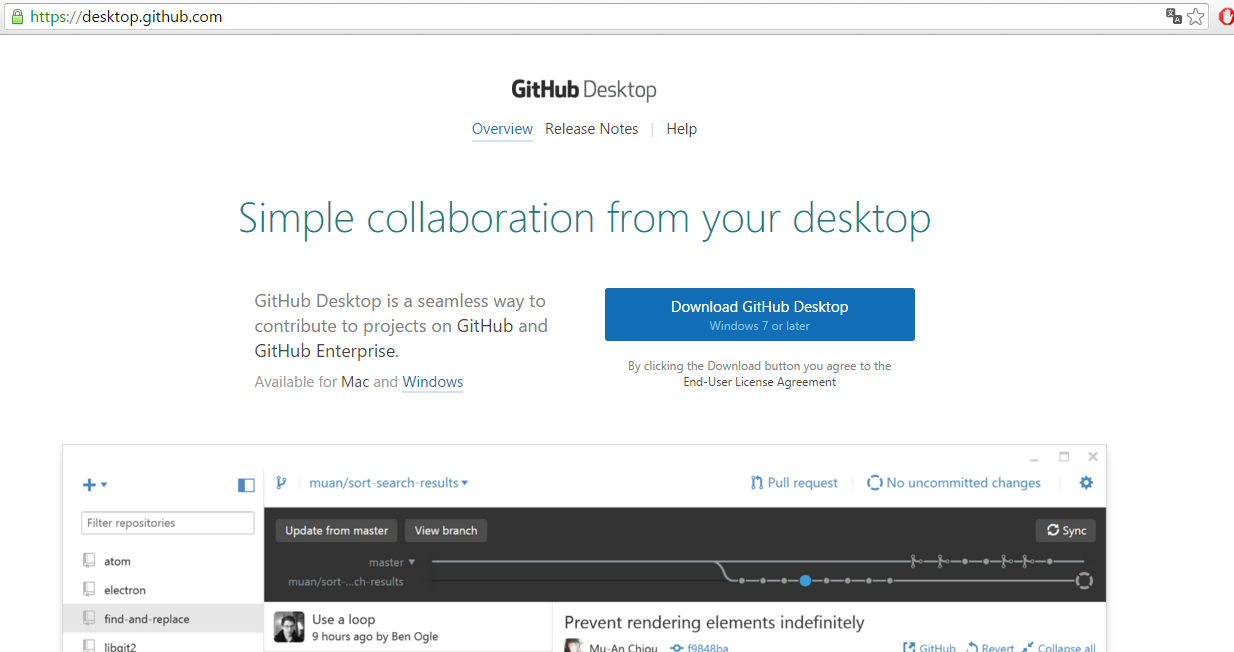 https://desktop.github.com
GitHub Desktop
Overview Release Notes | Help
Simple collaboration from your desktop
GitHub Desktop is a seamless way to
contribute to projects on GitHub and
GitHub Enterprise.
Available for Mac and Windows
Download GitHub Desktop
Windows 7 or later
By clicking the Download button you agree to the
End-User License Agreement
muan/sort-search-results
Pull request
No uncommitted changes
Filter repositories
atom
electron
find-and-replace
libgit2
Update from master
View branch
Sync
master
muan/sort-...ch-results
Use a loop
9 hours ago by Ben Ogle
Prevent rendering elements indefinitely
Mu-An Chiou
f9848ba
GitHub
Revert
Collapse all